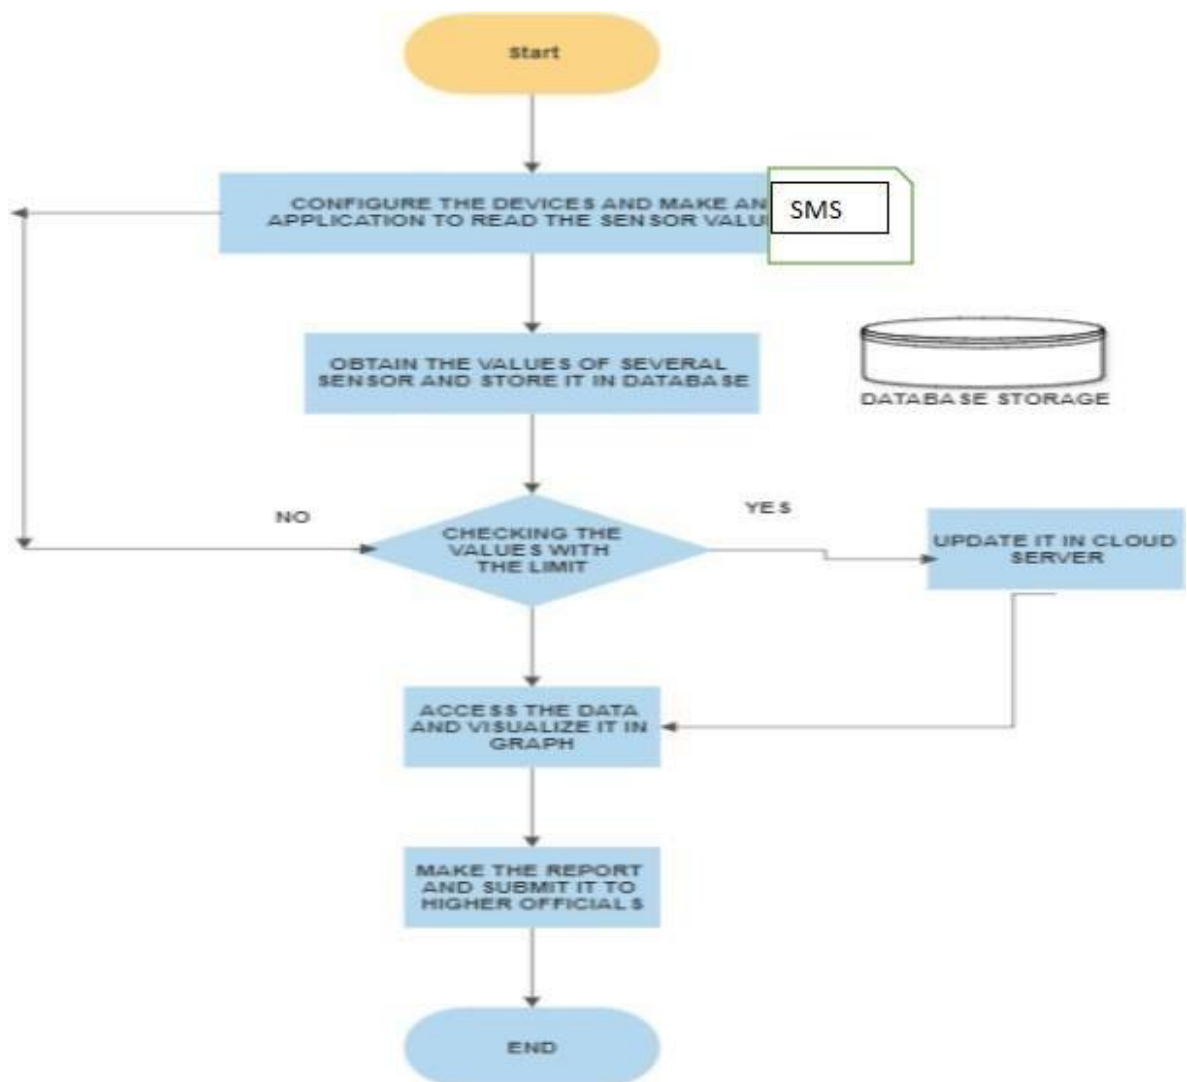 Start
CONFIGURE THE DEVICES AND MAKE AN
APPLICATION TO READ THE SENSOR VALU
SMS
OBTAIN THE VALUES OF SEVERAL
SENSOR AND STORE IT IN DATABASE
DATABASE STORAGE
NO
YES
CHECKING THE
VALUES WITH
THE LIMIT
UPDATE IT IN CLOUD
SERVER
ACCESS THE DATA
AND VISUALIZE IT IN
GRAPH
MAKE THE REPORT
AND SUBMIT IT TO
HIGHER OFFICIALS
END